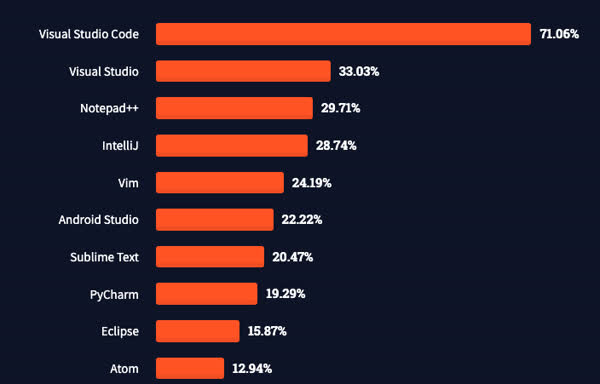 Visual Studio Code 71.06%
Visual Studio 33.03%
Notepad++ 29.71%
IntelliJ 28.74%
Vim 24.19%
Android Studio 22.22%
Sublime Text 20.47%
PyCharm 19.29%
Eclipse 15.87%
Atom 12.94%